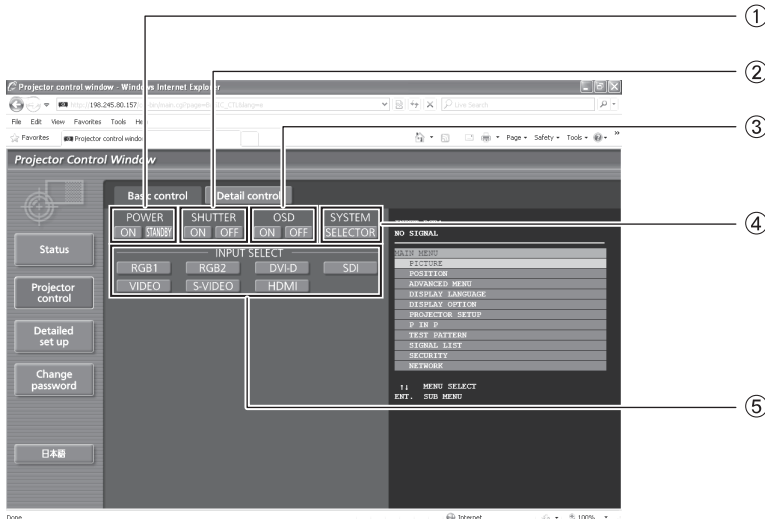 ①
②
③
④
⑤
Projector control window - Windows Internet Explorer
http://198.245.80.157
Live Search
File Edit View Favorites Tools Help
Favorites Projector control window
Page Safety Tools
Projector Control Window
Basic control Detail control
POWER SHUTTER OSD SYSTEM
ON STANDBY ON OFF ON OFF SELECTOR
INPUT SELECT
RGB1 RGB2 DVI-D SDI
VIDEO S-VIDEO HDMI
Status
Projector control
Detailed set up
Change password
日本語
NO SIGNAL
MAIN MENU
PICTURE
POSITION
ADVANCED MENU
DISPLAY LANGUAGE
DISPLAY OPTION
PROJECTOR SETUP
P IN P
TEST PATTERN
SIGNAL LIST
SECURITY
NETWORK
↑↓ MENU SELECT
ENT. SUB MENU
Done Internet 100%